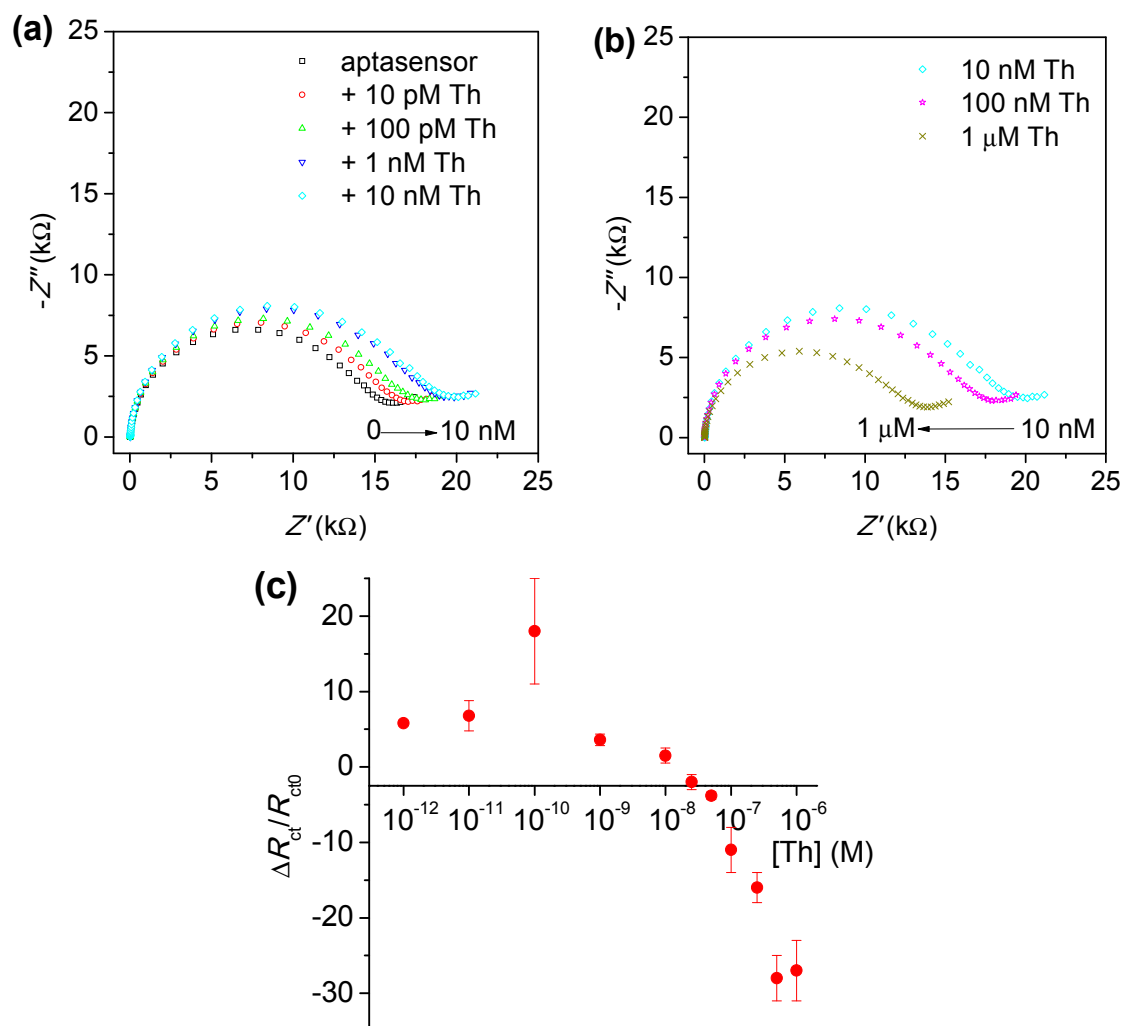 (a)
25
20
15
10
5
0
-Z″(kΩ)
aptasensor
+ 10 pM Th
+ 100 pM Th
+ 1 nM Th
+ 10 nM Th
0 10 nM
0 5 10 15 20 25
Z′(kΩ)
(b)
25
20
15
10
5
0
-Z″(kΩ)
10 nM Th
100 nM Th
1 μM Th
1 μM 10 nM
0 5 10 15 20 25
Z′(kΩ)
(c)
20
10
0
-10
-20
-30
ΔRct/Rct0
10⁻¹² 10⁻¹¹ 10⁻¹⁰ 10⁻⁹ 10⁻⁸ 10⁻⁷ 10⁻⁶
[Th] (M)